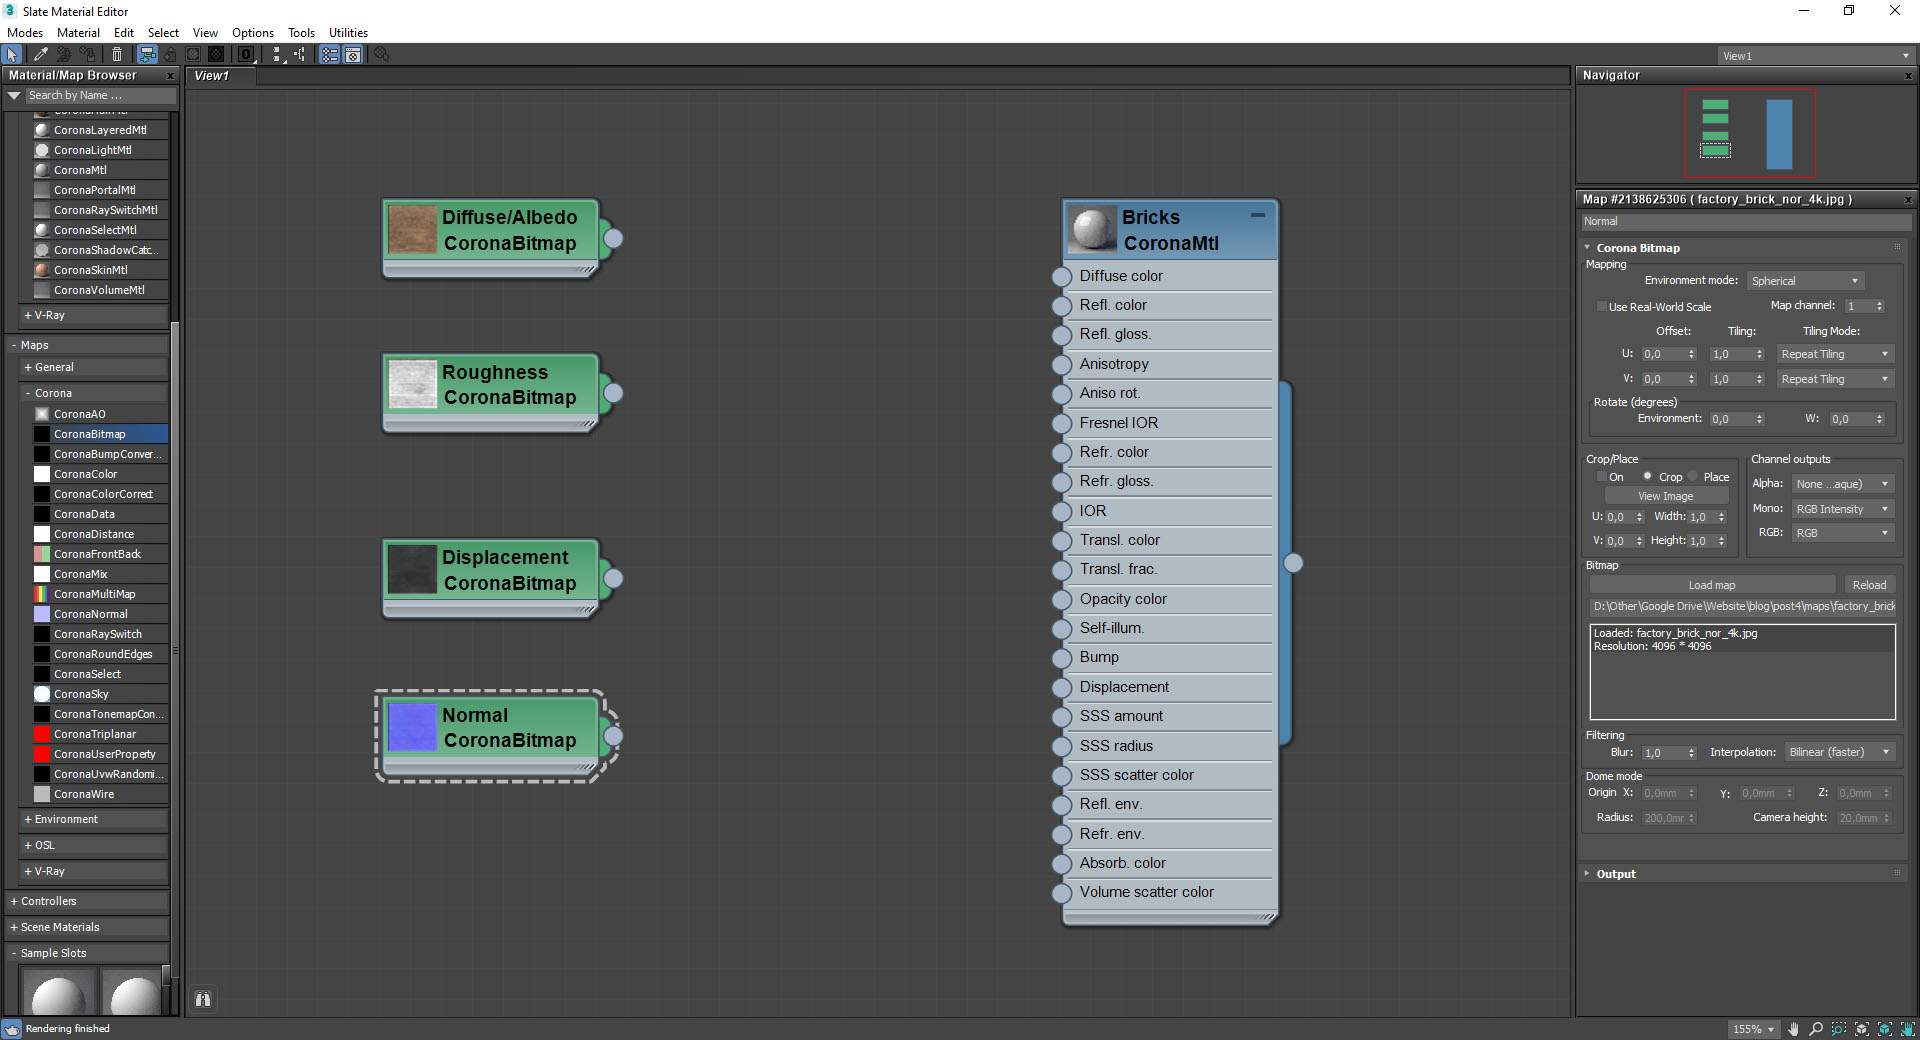 Slate Material Editor
Modes Material Edit Select View Options Tools Utilities
View1
Material/Map Browser
Search by Name ...
CoronaLayeredMtl
CoronaLightMtl
CoronaMtl
CoronaPortalMtl
CoronaRaySwitchMtl
CoronaSelectMtl
CoronaShadowCatc...
CoronaSkinMtl
CoronaVolumeMtl
+ V-Ray
- Maps
+ General
- Corona
CoronaAO
CoronaBitmap
CoronaBumpConver...
CoronaColor
CoronaColorCorrect
CoronaData
CoronaDistance
CoronaFrontBack
CoronaMix
CoronaMultiMap
CoronaNormal
CoronaRaySwitch
CoronaRoundEdges
CoronaSelect
CoronaSky
CoronaTonemapCon...
CoronaTriplanar
CoronaUserProperty
CoronaUvwRandomi...
CoronaWire
+ Environment
+ OSL
+ V-Ray
+ Controllers
+ Scene Materials
- Sample Slots
Rendering finished
View1
Diffuse/Albedo
CoronaBitmap
Roughness
CoronaBitmap
Displacement
CoronaBitmap
Normal
CoronaBitmap
Bricks
CoronaMtl
Diffuse color
Refl. color
Refl. gloss.
Anisotropy
Aniso rot.
Fresnel IOR
Refr. color
Refr. gloss.
IOR
Transl. color
Transl. frac.
Opacity color
Self-illum.
Bump
Displacement
SSS amount
SSS radius
SSS scatter color
Refl. env.
Refr. env.
Absorb. color
Volume scatter color
Navigator
Map #2138625306 ( factory_brick_nor_4k.jpg )
Normal
Corona Bitmap
Mapping
Environment mode: Spherical
Use Real-World Scale Map channel: 1
Offset: Tiling: Tiling Mode:
U: 0,0 1,0 Repeat Tiling
V: 0,0 1,0 Repeat Tiling
Rotate (degrees)
Environment: 0,0 W: 0,0
Crop/Place
On Crop Place
View Image
U: 0,0 Width: 1,0
V: 0,0 Height: 1,0
Channel outputs
Alpha: None ...aque)
Mono: RGB Intensity
RGB: RGB
Bitmap
Load map Reload
D:\Other\Google Drive\Website\blog\post4\maps\factory_brick
Loaded: factory_brick_nor_4k.jpg
Resolution: 4096 * 4096
Filtering
Blur: 1,0 Interpolation: Bilinear (faster)
Dome mode
Origin X: 0,0mm Y: 0,0mm Z: 0,0mm
Radius: 200,0mr Camera height: 20,0mm
Output
155%